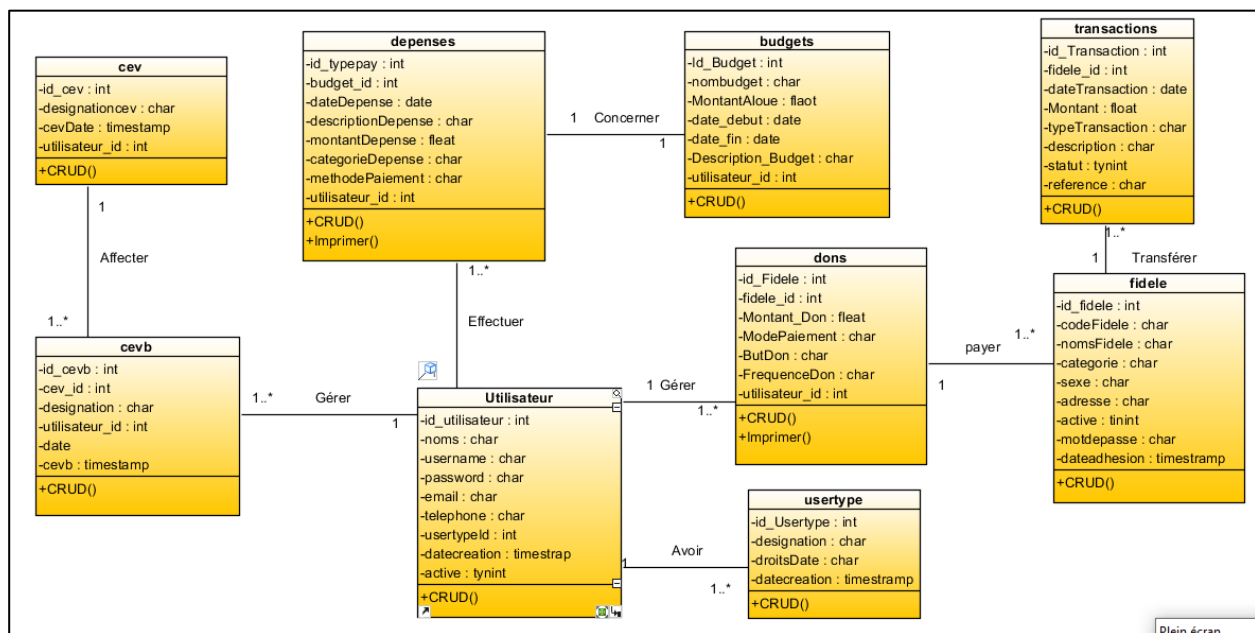 cev
-id_cev : int
-designationcev : char
-cevDate : timestamp
-utilisateur_id : int
+CRUD()
1
Affecter
1..*
cevb
-id_cevb : int
-cev_id : int
-designation : char
-utilisateur_id : int
-date
-cevb : timestamp
+CRUD()
1..*
Gérer
1
depenses
-id_typepay : int
-budget_id : int
-dateDepense : date
-descriptionDepense : char
-montantDepense : fleat
-categorieDepense : char
-methodePaiement : char
-utilisateur_id : int
+CRUD()
+Imprimer()
1..*
Effectuer
1
Concerner
1
budgets
-Id_Budget : int
-nombudget : char
-MontantAloue : flaot
-date_debut : date
-date_fin : date
-Description_Budget : char
-utilisateur_id : int
+CRUD()
transactions
-id_Transaction : int
-fidele_id : int
-dateTransaction : date
-Montant : float
-typeTransaction : char
-description : char
-statut : tynint
-reference : char
+CRUD()
1..*
1
Transférer
fidele
-id_fidele : int
-codeFidele : char
-nomsFidele : char
-categorie : char
-sexe : char
-adresse : char
-active : tinint
-motdepasse : char
-dateadhesion : timestramp
+CRUD()
1..*
payer
1
dons
-id_Fidele : int
-fidele_id : int
-Montant_Don : fleat
-ModePaiement : char
-ButDon : char
-FrequenceDon : char
-utilisateur_id : int
+CRUD()
+Imprimer()
1 Gérer
1..*
Utilisateur
-id_utilisateur : int
-noms : char
-username : char
-password : char
-email : char
-telephone : char
-usertypeId : int
-datecreation : timestrap
-active : tynint
+CRUD()
1
Avoir
1..*
usertype
-id_Usertype : int
-designation : char
-droitsDate : char
-datecreation : timestramp
+CRUD()
Plein écran